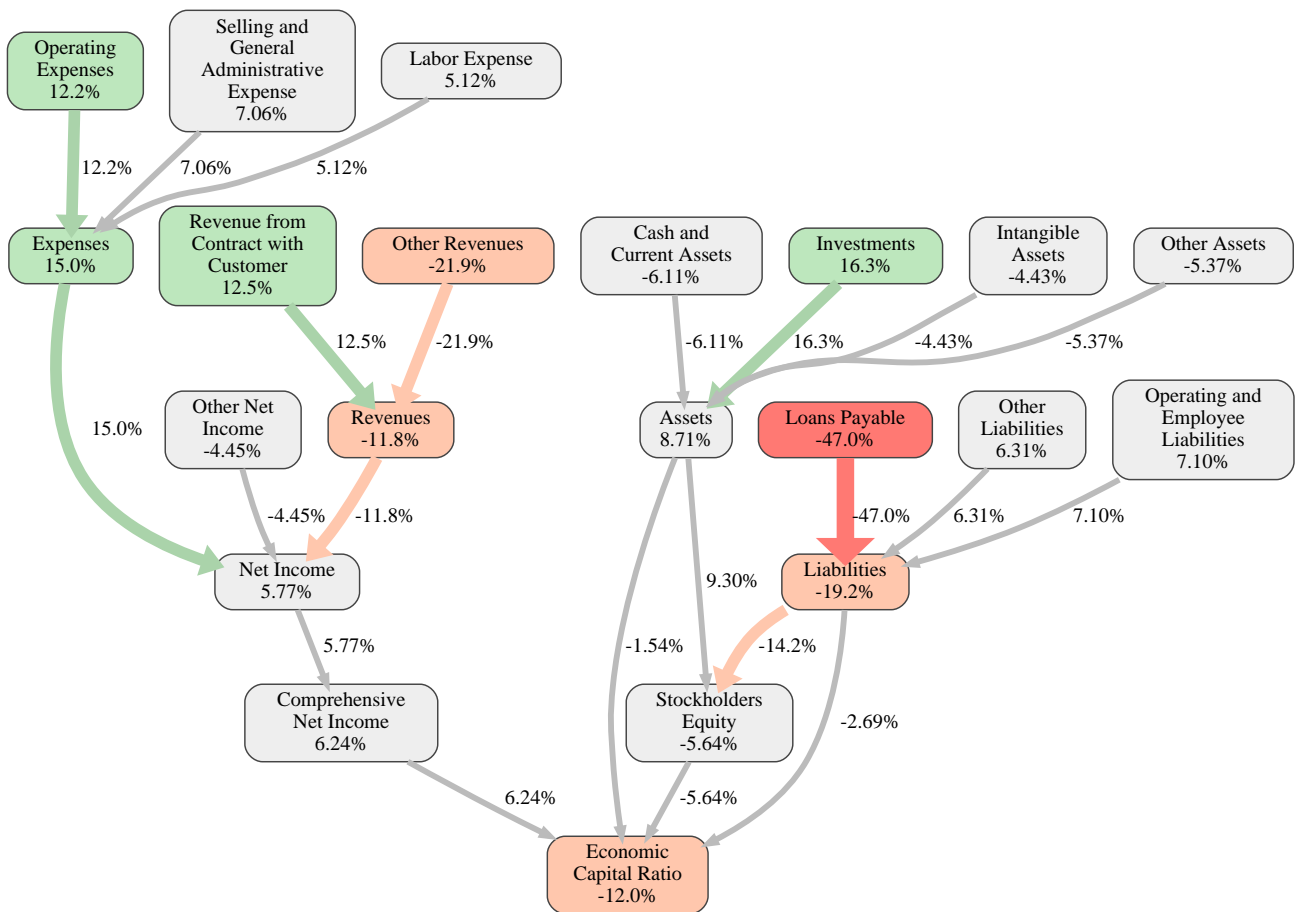 Operating
Expenses
12.2%
Selling and
General
Administrative
Expense
7.06%
Labor Expense
5.12%
12.2%
7.06%
5.12%
Expenses
15.0%
Revenue from
Contract with
Customer
12.5%
Other Revenues
-21.9%
Cash and
Current Assets
-6.11%
Investments
16.3%
Intangible
Assets
-4.43%
Other Assets
-5.37%
12.5%
-21.9%
-6.11%
16.3%
-4.43%
-5.37%
15.0%
Other Net
Income
-4.45%
Revenues
-11.8%
Assets
8.71%
Loans Payable
-47.0%
Other
Liabilities
6.31%
Operating and
Employee
Liabilities
7.10%
-4.45%
-11.8%
-47.0%
6.31%
7.10%
Net Income
5.77%
9.30%
Liabilities
-19.2%
5.77%
-1.54%
-14.2%
Comprehensive
Net Income
6.24%
Stockholders
Equity
-5.64%
-2.69%
6.24%
-5.64%
Economic
Capital Ratio
-12.0%